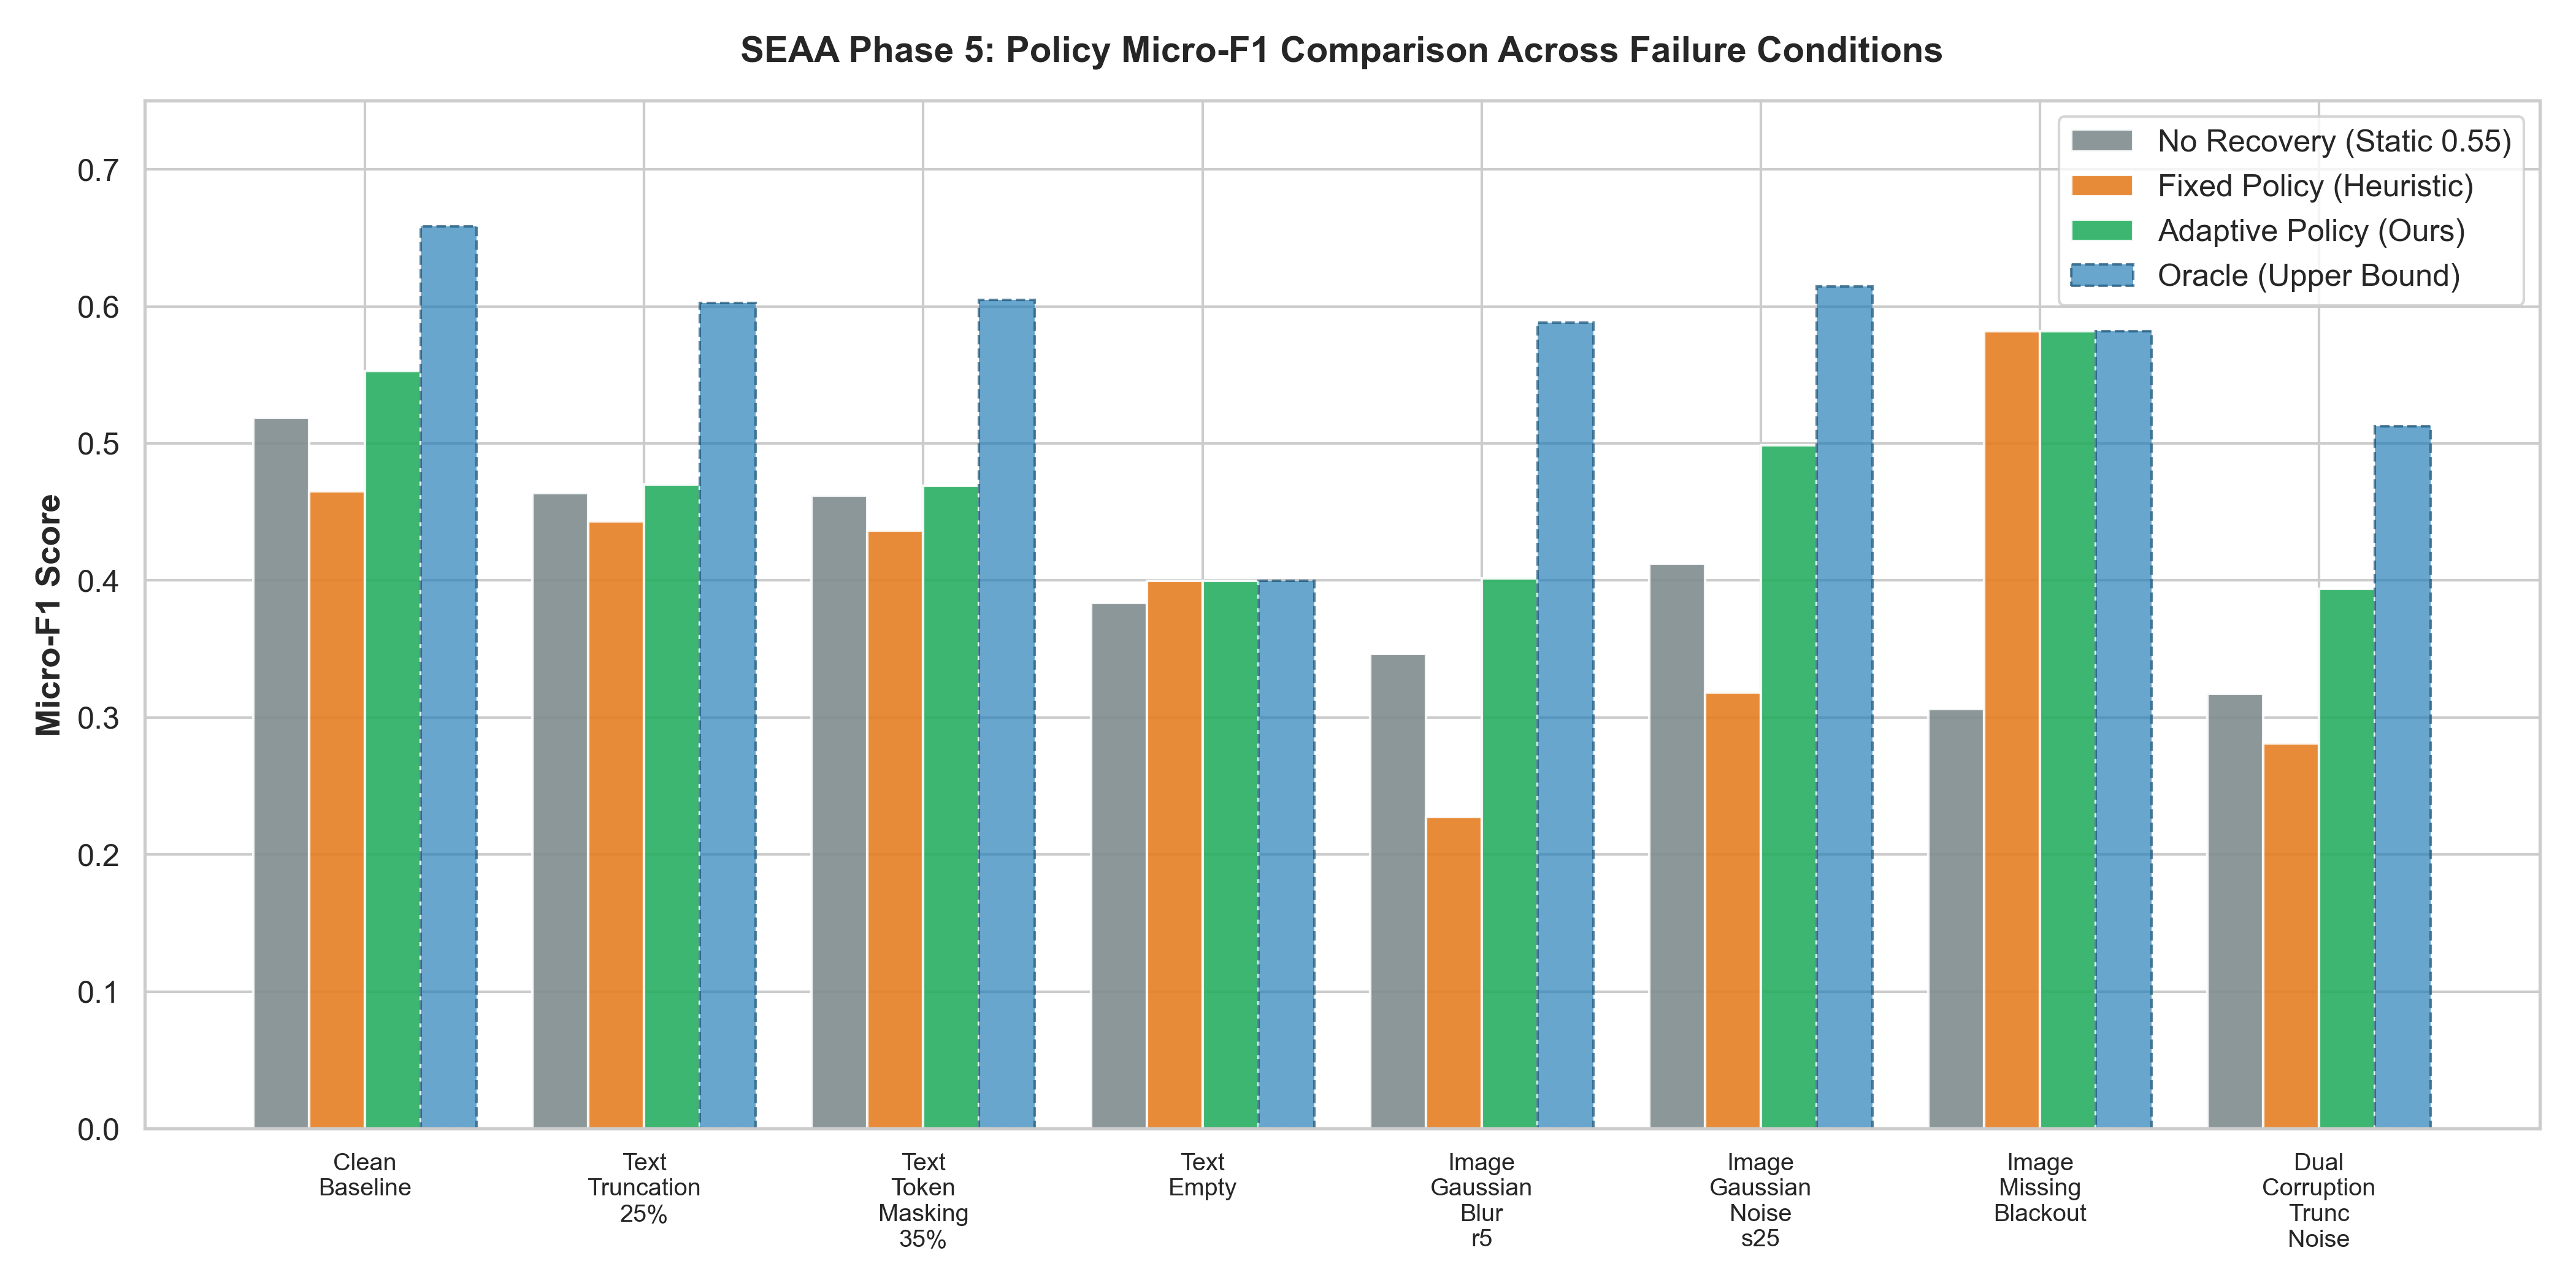 SEAA Phase 5: Policy Micro-F1 Comparison Across Failure Conditions
No Recovery (Static 0.55)
Fixed Policy (Heuristic)
Adaptive Policy (Ours)
Oracle (Upper Bound)
Micro-F1 Score
0.7
0.6
0.5
0.4
0.3
0.2
0.1
0.0
Clean
Baseline
Text
Truncation
25%
Text
Token
Masking
35%
Text
Empty
Image
Gaussian
Blur
r5
Image
Gaussian
Noise
s25
Image
Missing
Blackout
Dual
Corruption
Trunc
Noise